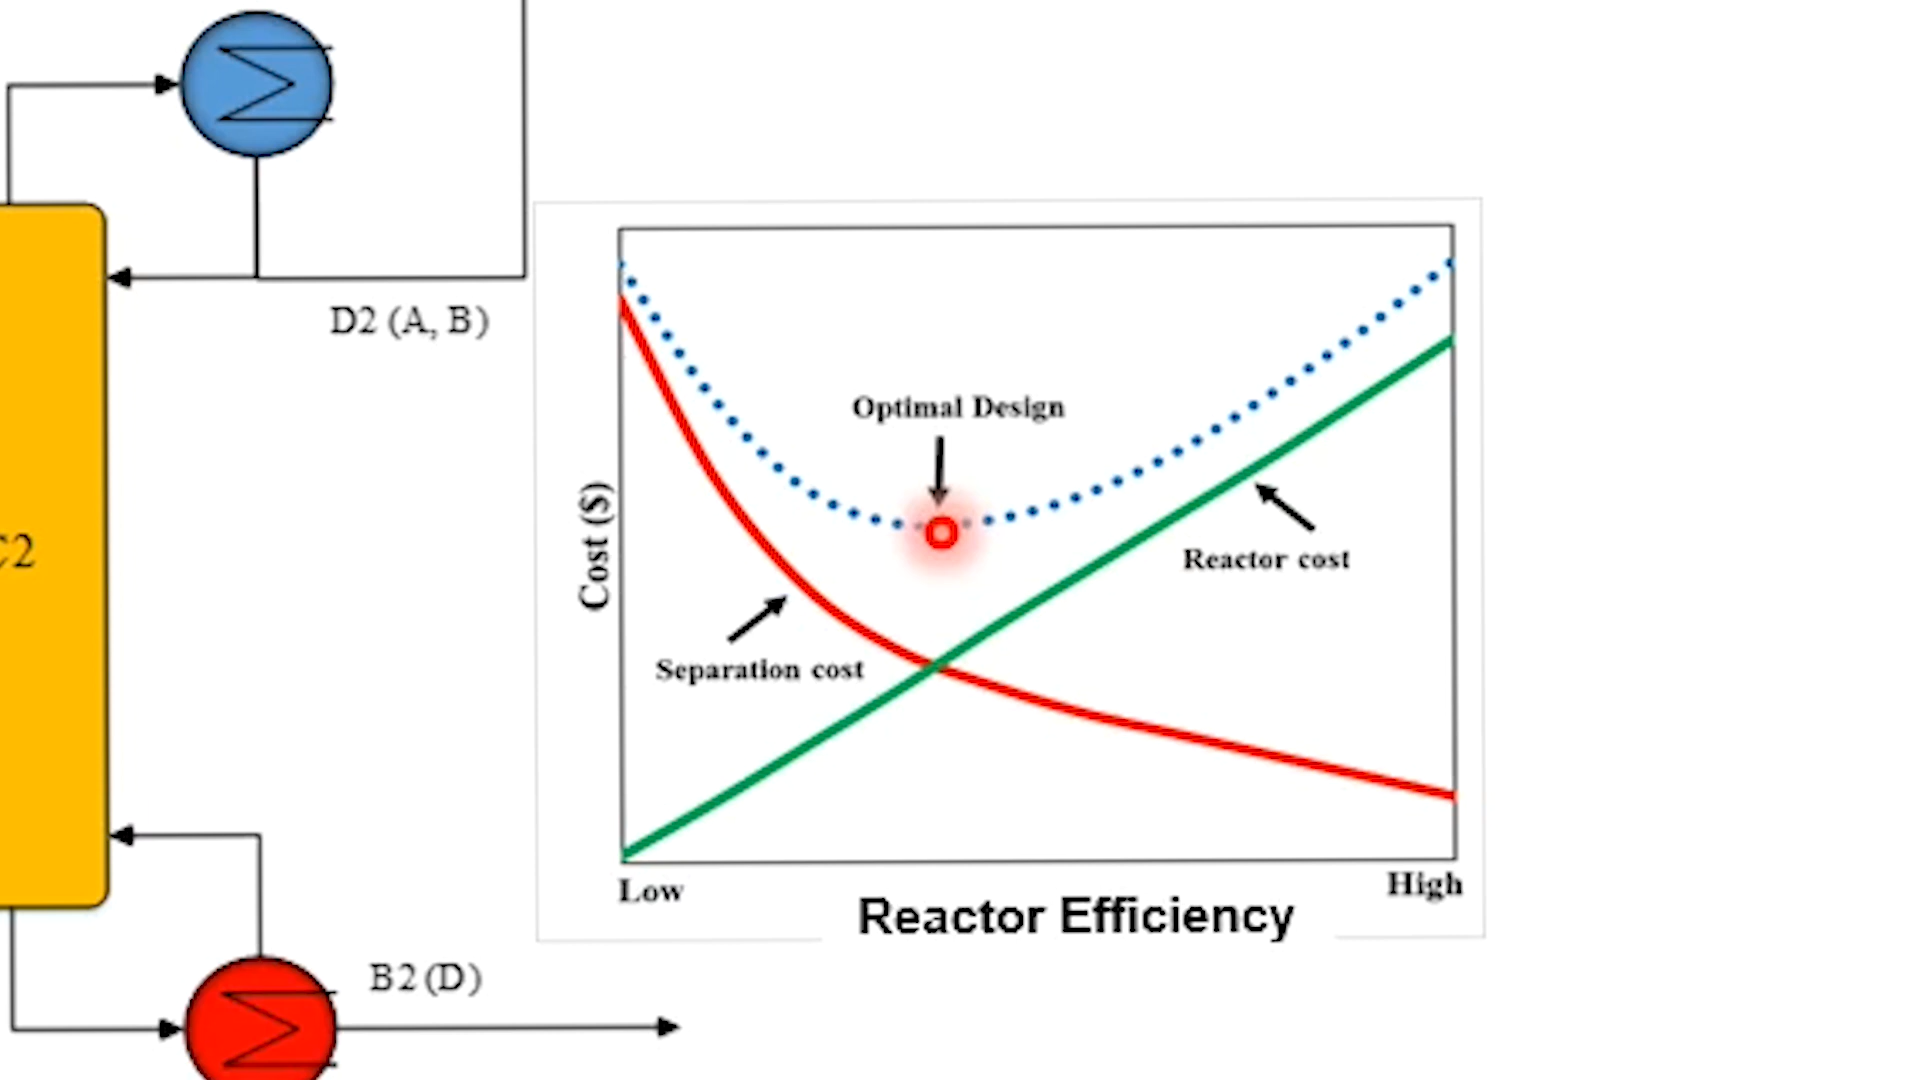 D2 (A, B)
C2
B2 (D)
Optimal Design
Cost ($)
Reactor cost
Separation cost
Low
High
Reactor Efficiency